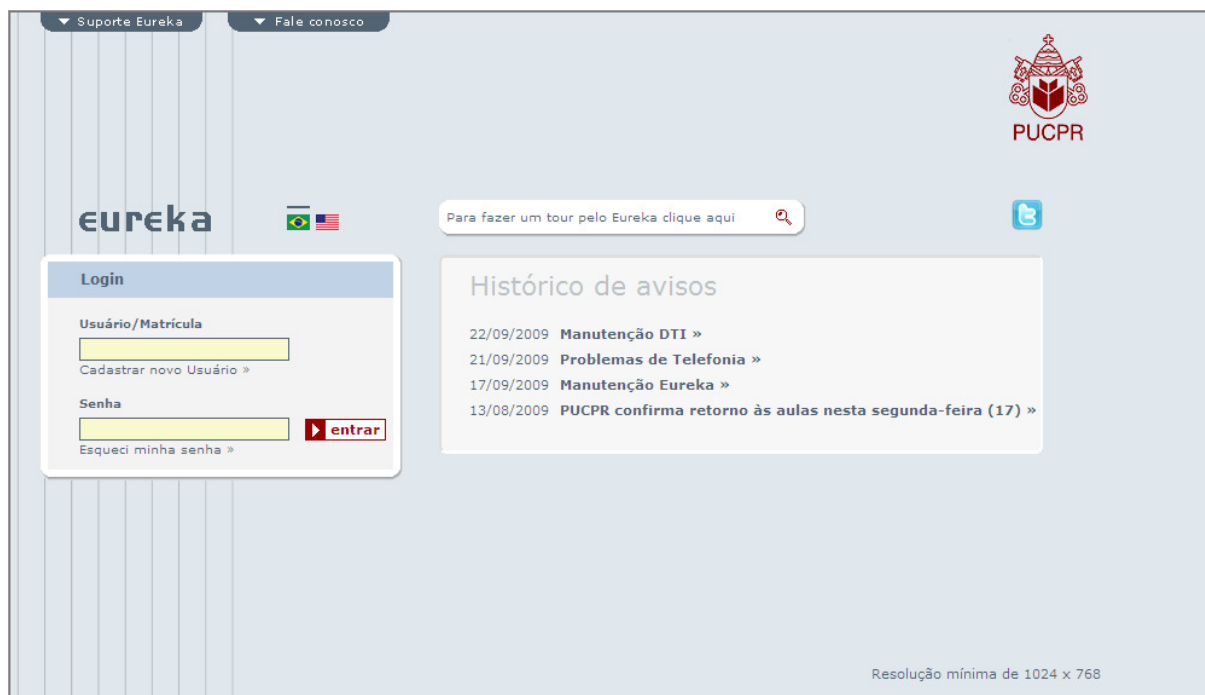 Suporte Eureka
Fale conosco
PUCPR
eureka
Para fazer um tour pelo Eureka clique aqui
Login
Usuário/Matrícula
Cadastrar novo Usuário »
Senha
entrar
Esqueci minha senha »
Histórico de avisos
22/09/2009 Manutenção DTI »
21/09/2009 Problemas de Telefonia »
17/09/2009 Manutenção Eureka »
13/08/2009 PUCPR confirma retorno às aulas nesta segunda-feira (17) »
Resolução mínima de 1024 x 768